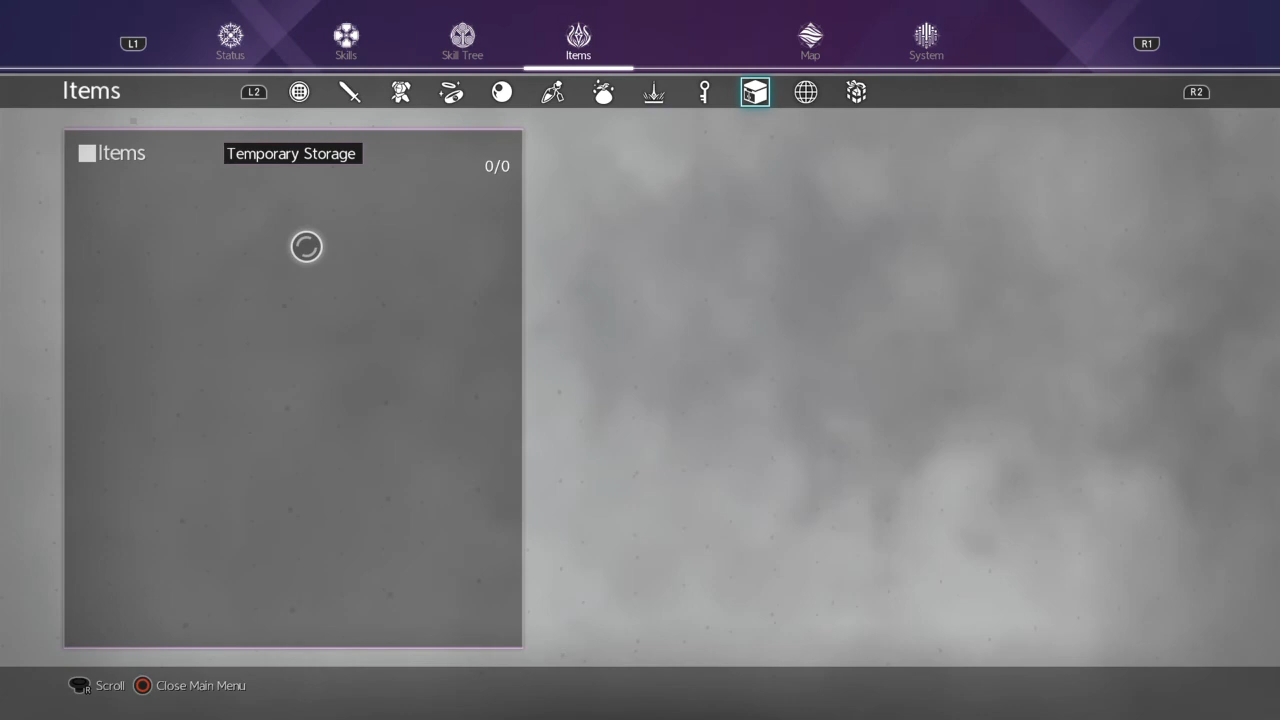 L1
Status
Skills
Skill Tree
Items
Map
System
R1
Items
L2
R2
Items
Temporary Storage
0/0
R
Scroll
Close Main Menu